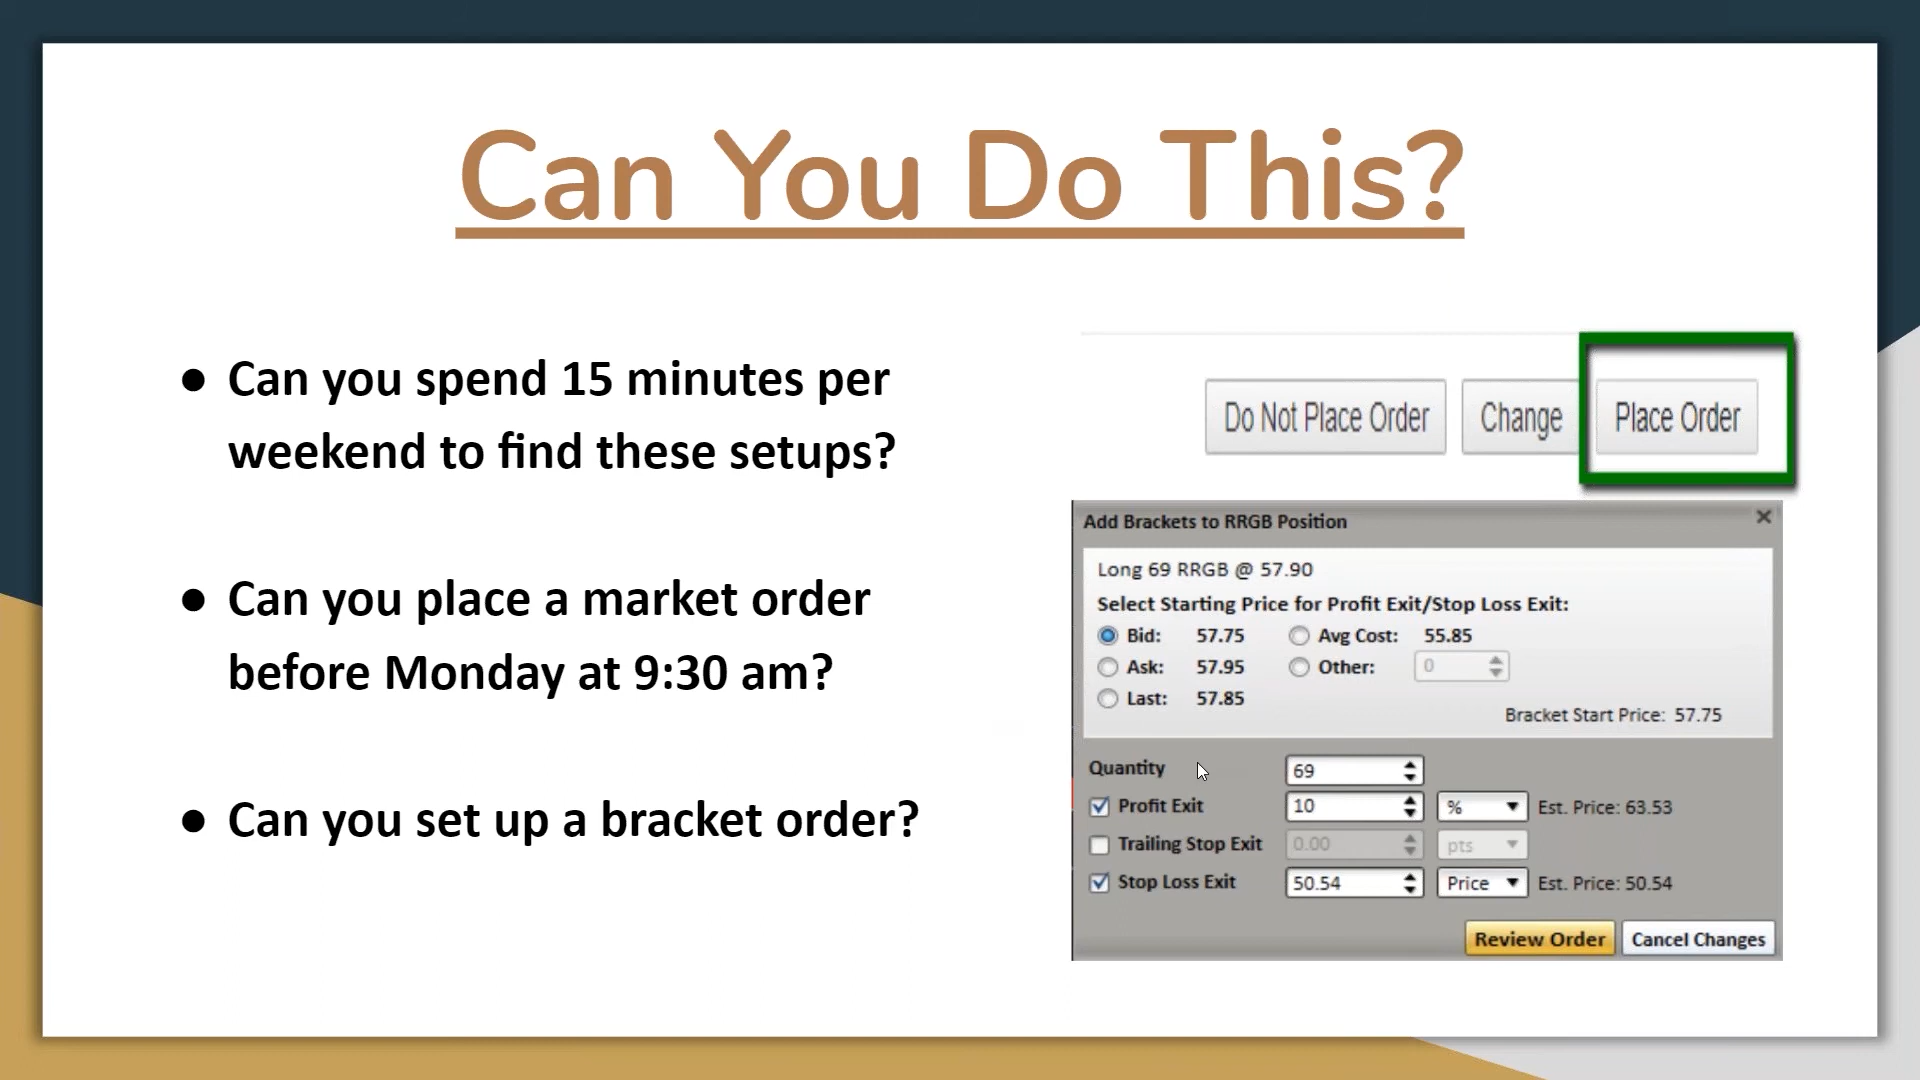 Can You Do This?
● Can you spend 15 minutes per
weekend to find these setups?
● Can you place a market order
before Monday at 9:30 am?
● Can you set up a bracket order?
Do Not Place Order Change Place Order
Add Brackets to RRGB Position
Long 69 RRGB @ 57.90
Select Starting Price for Profit Exit/Stop Loss Exit:
Bid: 57.75 Avg Cost: 55.85
Ask: 57.95 Other: 0
Last: 57.85
Bracket Start Price: 57.75
Quantity 69
Profit Exit 10 % Est. Price: 63.53
Trailing Stop Exit 0.00 pts
Stop Loss Exit 50.54 Price Est. Price: 50.54
Review Order Cancel Changes